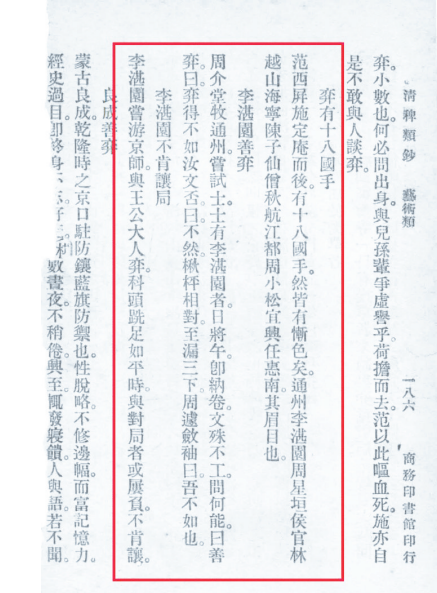 清稗類鈔 藝術類 一八六 商務印書館印行
弈。小數也。何必問出身。與兒孫輩爭虛譽乎。荷擔而去。范以此嘔血死。施亦自
是不敢與人談弈。
弈有十八國手
范西屏施定庵而後。有十八國手。然皆有慚色矣。通州李湛園周星垣侯官林
越山海寧陳子仙僧秋航江都周小松宜興任惠南。其眉目也。
李湛園善弈
周介堂牧通州。嘗試士。士有李湛園者。日將午。卽納卷。文殊不工。問何能。曰善
弈。曰。弈得不如汝文否。曰。不然。楸枰相對。至漏三下。周遽斂袖曰。吾不如也。
李湛園不肯讓局
李湛園嘗游京師。與王公大人弈。科頭跣足如平時。與對局者或屢負。不肯讓。
良成善弈
蒙古良成。乾隆時之京口駐防鑲藍旗防禦也。性脫略。不修邊幅。而富記憶力。
經史過目。卽終身不忘。好弈。數晝夜不稍倦。興至。輒廢寢饋。人與語。若不聞。